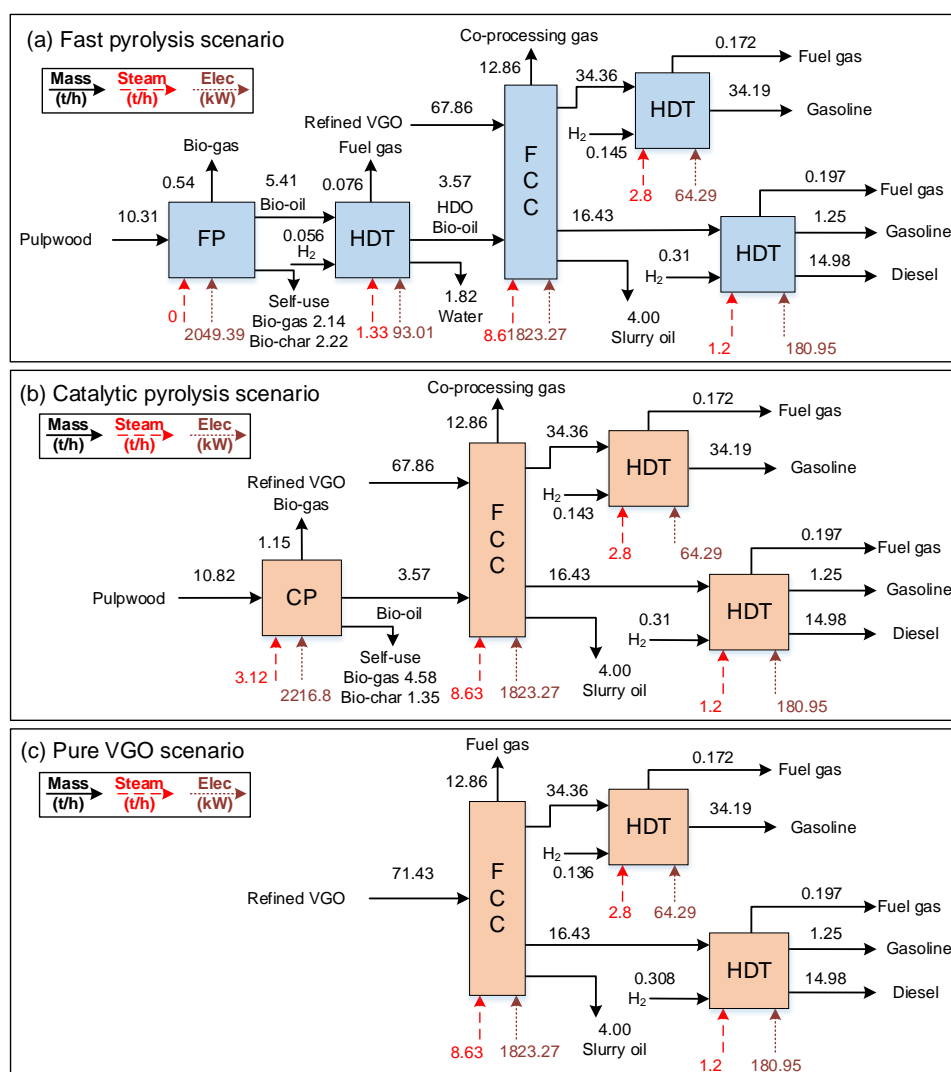 (a) Fast pyrolysis scenario
Mass
(t/h)
Steam
(t/h)
Elec
(kW)
Co-processing gas
12.86
34.36
0.172
Fuel gas
HDT
34.19
Gasoline
67.86
Refined VGO
H2
0.145
2.8
64.29
Bio-gas
0.54
Fuel gas
0.076
5.41
Bio-oil
3.57
HDO
Bio-oil
F
C
C
10.31
Pulpwood
FP
0.056
H2
HDT
16.43
0.197
Fuel gas
1.25
Gasoline
HDT
14.98
Diesel
0.31
H2
0
2049.39
Self-use
Bio-gas 2.14
Bio-char 2.22
1.33
93.01
1.82
Water
8.6
1823.27
4.00
Slurry oil
1.2
180.95
(b) Catalytic pyrolysis scenario
Mass
(t/h)
Steam
(t/h)
Elec
(kW)
Co-processing gas
12.86
34.36
0.172
Fuel gas
HDT
34.19
Gasoline
67.86
Refined VGO
H2
0.143
2.8
64.29
Bio-gas
1.15
F
C
C
10.82
Pulpwood
CP
3.57
Bio-oil
16.43
0.197
Fuel gas
1.25
Gasoline
HDT
14.98
Diesel
0.31
H2
3.12
2216.8
Self-use
Bio-gas 4.58
Bio-char 1.35
8.63
1823.27
4.00
Slurry oil
1.2
180.95
(c) Pure VGO scenario
Mass
(t/h)
Steam
(t/h)
Elec
(kW)
Fuel gas
12.86
34.36
0.172
Fuel gas
HDT
34.19
Gasoline
H2
0.136
2.8
64.29
F
C
C
71.43
Refined VGO
16.43
0.197
Fuel gas
1.25
Gasoline
HDT
14.98
Diesel
0.308
H2
8.63
1823.27
4.00
Slurry oil
1.2
180.95